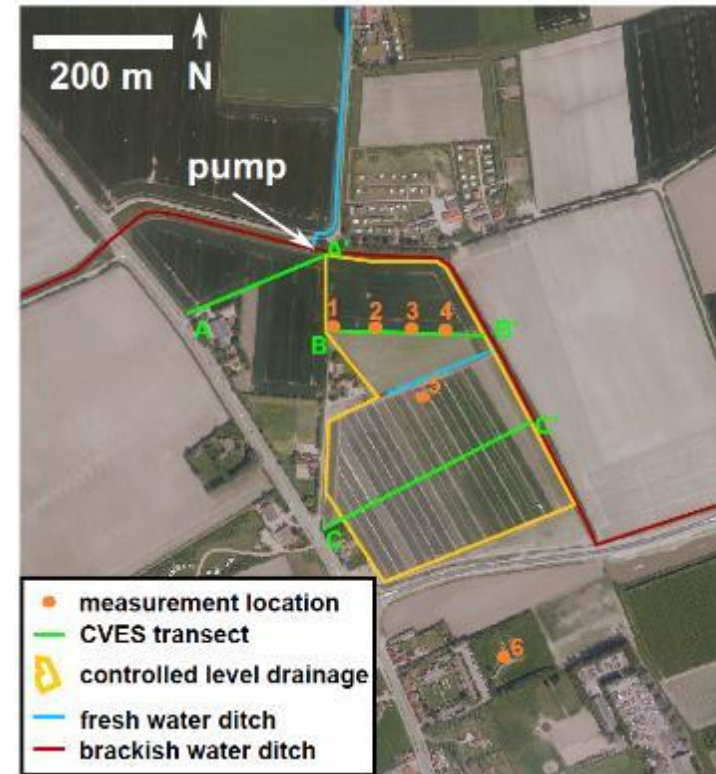 200 m
N
pump
A'
A
1
2
3
4
B
B'
5
C'
C
6
measurement location
CVES transect
controlled level drainage
fresh water ditch
brackish water ditch